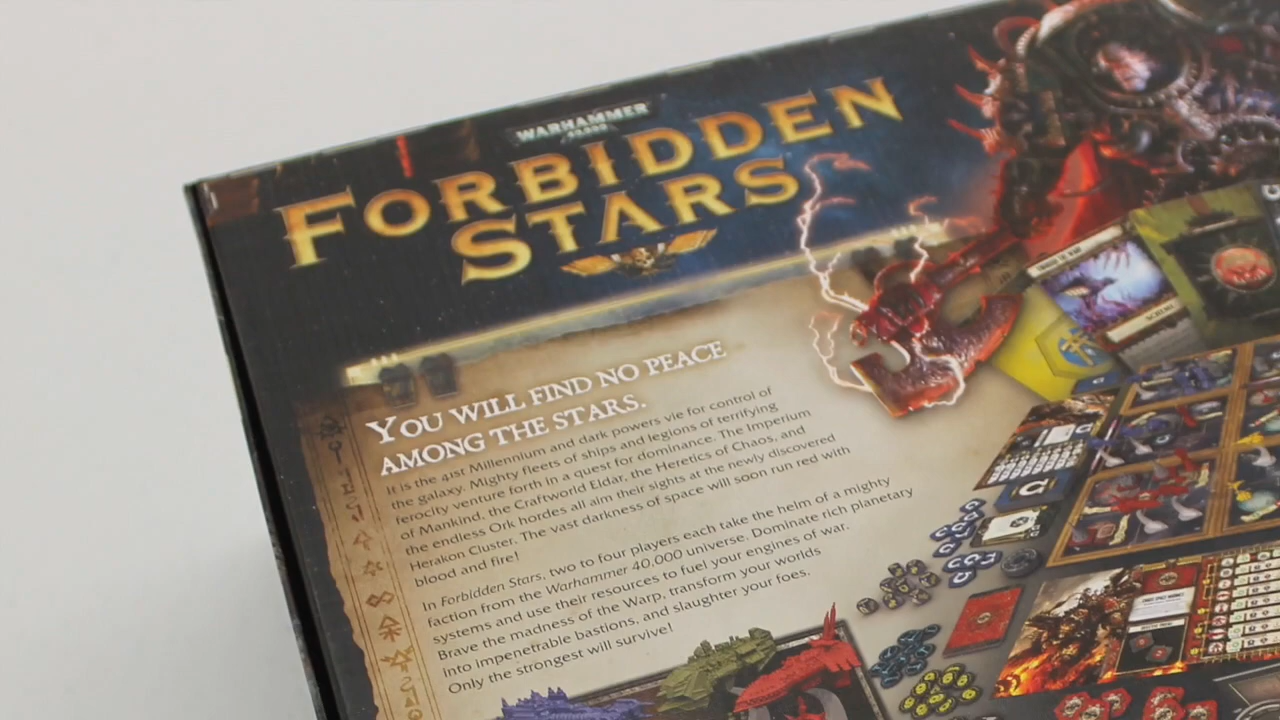 WARHAMMER
40,000
FORBIDDEN
STARS
YOU WILL FIND NO PEACE
AMONG THE STARS.
It is the 41st Millennium and dark powers vie for control of
the galaxy. Mighty fleets of ships and legions of terrifying
ferocity venture forth in a quest for dominance. The Imperium
of Mankind, the Craftworld Eldar, the Heretics of Chaos, and
the endless Ork hordes all aim their sights at the newly discovered
Herakon Cluster. The vast darkness of space will soon run red with
blood and fire!
In Forbidden Stars, two to four players each take the helm of a mighty
faction from the Warhammer 40,000 universe. Dominate rich planetary
systems and use their resources to fuel your engines of war.
Brave the madness of the Warp, transform your worlds
into impenetrable bastions, and slaughter your foes.
Only the strongest will survive!
SCHEME